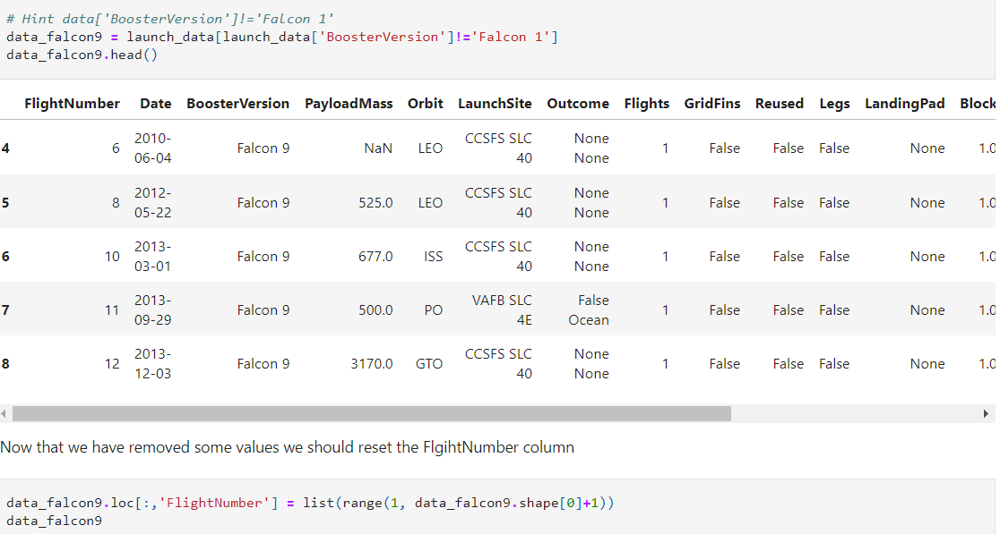 # Hint data['BoosterVersion']!='Falcon 1'
data_falcon9 = launch_data[launch_data['BoosterVersion']!='Falcon 1']
data_falcon9.head()
FlightNumber Date BoosterVersion PayloadMass Orbit LaunchSite Outcome Flights GridFins Reused Legs LandingPad Block
4 6 2010-06-04 Falcon 9 NaN LEO CCSFS SLC 40 None None 1 False False False None 1.0
5 8 2012-05-22 Falcon 9 525.0 LEO CCSFS SLC 40 None None 1 False False False None 1.0
6 10 2013-03-01 Falcon 9 677.0 ISS CCSFS SLC 40 None None 1 False False False None 1.0
7 11 2013-09-29 Falcon 9 500.0 PO VAFB SLC 4E False Ocean 1 False False False None 1.0
8 12 2013-12-03 Falcon 9 3170.0 GTO CCSFS SLC 40 None None 1 False False False None 1.0
Now that we have removed some values we should reset the FlgihtNumber column
data_falcon9.loc[:,'FlightNumber'] = list(range(1, data_falcon9.shape[0]+1))
data_falcon9